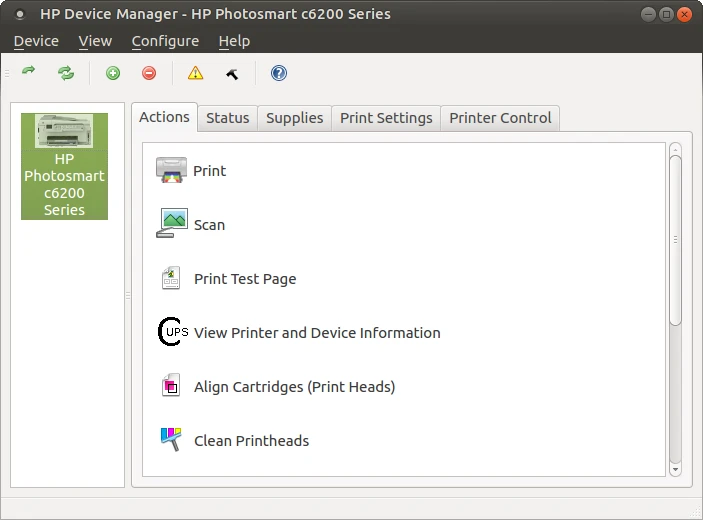 HP Device Manager - HP Photosmart c6200 Series
Device View Configure Help
Actions Status Supplies Print Settings Printer Control
HP
Photosmart
c6200
Series
Print
Scan
Print Test Page
CUPS View Printer and Device Information
Align Cartridges (Print Heads)
Clean Printheads